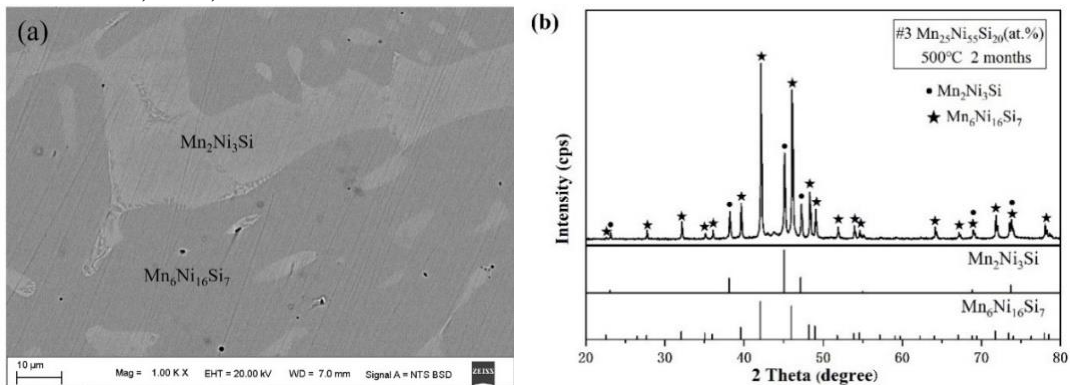 (a)
Mn₂Ni₃Si
Mn₆Ni₁₆Si₇
10 μm
Mag = 1.00 K X EHT = 20.00 kV WD = 7.0 mm Signal A = NTS BSD
ZEISS
(b)
#3 Mn₂₅Ni₅₅Si₂₀(at.%)
500℃ 2 months
● Mn₂Ni₃Si
★ Mn₆Ni₁₆Si₇
Intensity (cps)
Mn₂Ni₃Si
Mn₆Ni₁₆Si₇
20 30 40 50 60 70 80
2 Theta (degree)